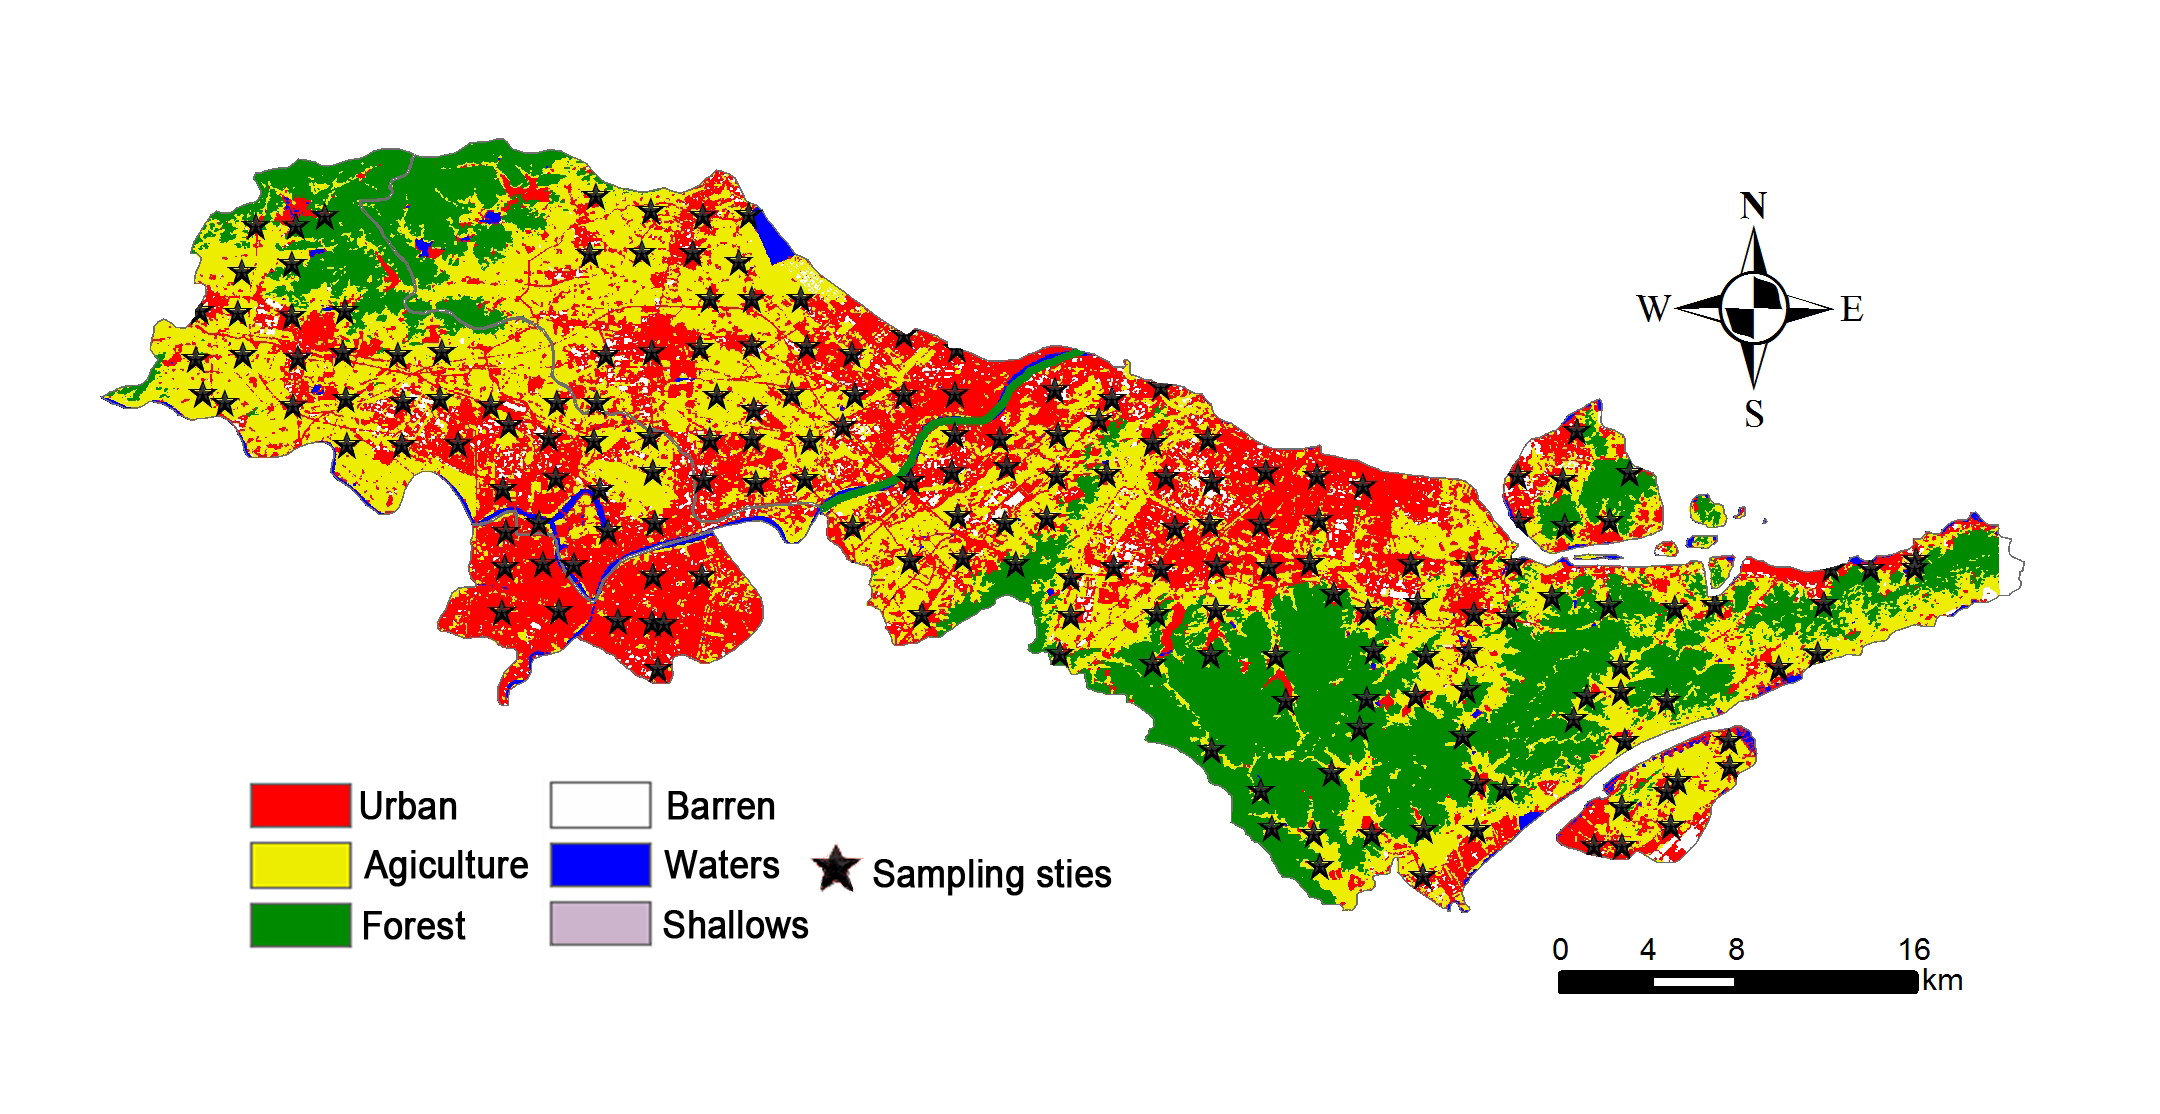 N
W E
S
Urban
Barren
Agiculture
Waters
Sampling sties
Forest
Shallows
0 4 8 16
km